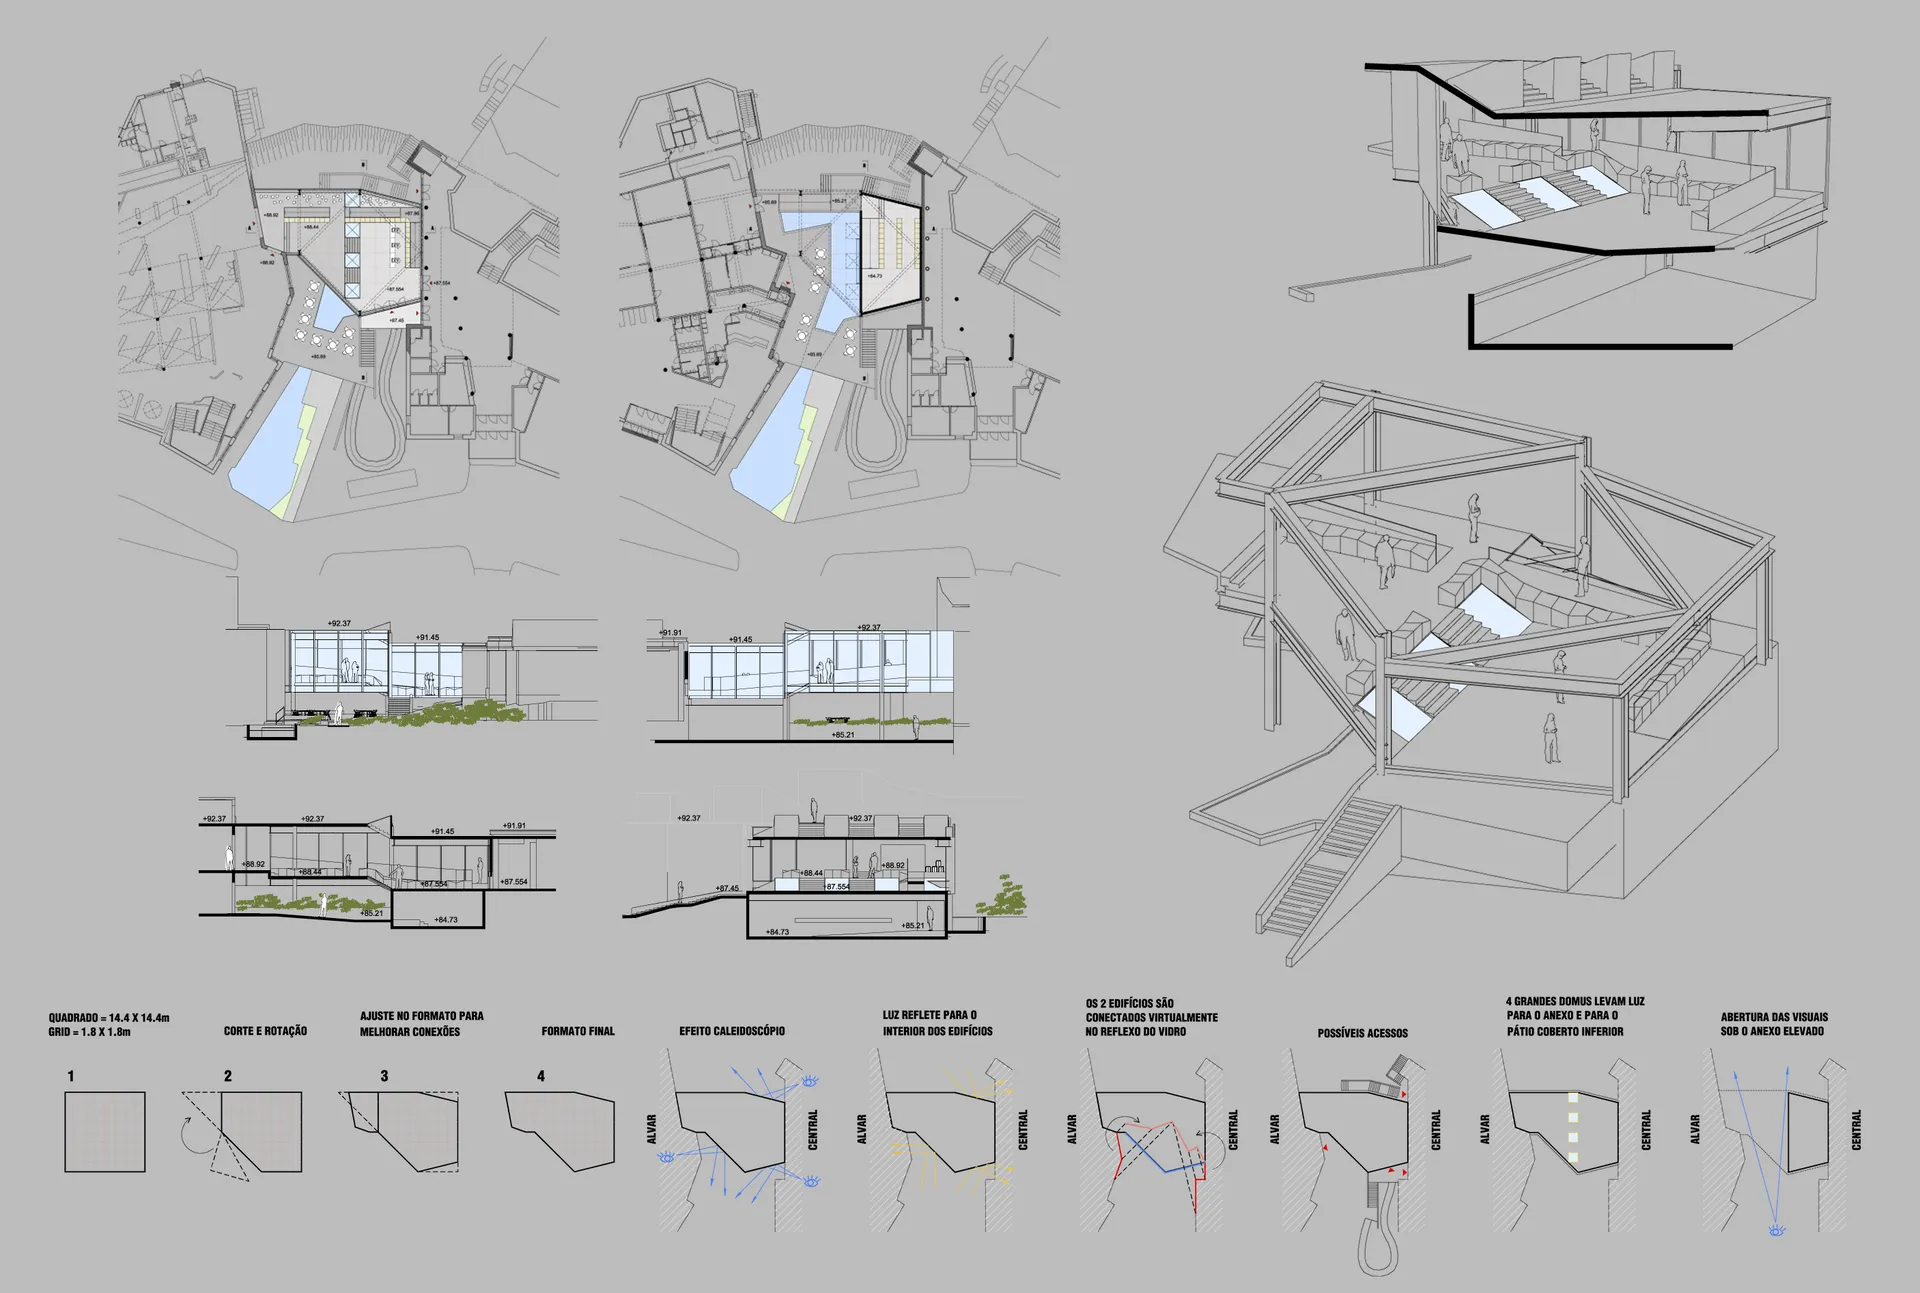 +88.92
+87.96
+88.44
+88.92
+87.554
+87.554
+87.45
+85.69
+85.69
+85.21
+84.73
+85.69
+92.37
+91.45
+91.91
+91.45
+92.37
+85.21
+92.37
+92.37
+91.45
+91.91
+88.92
+88.44
+87.554
+87.554
+85.21
+84.73
+92.37
+92.37
+88.92
+88.44
+87.554
+87.45
+85.21
+84.73
QUADRADO = 14.4 X 14.4m
GRID = 1.8 X 1.8m
1
CORTE E ROTAÇÃO
2
AJUSTE NO FORMATO PARA
MELHORAR CONEXÕES
3
FORMATO FINAL
4
EFEITO CALEIDOSCÓPIO
ALVAR
CENTRAL
LUZ REFLETE PARA O
INTERIOR DOS EDIFÍCIOS
ALVAR
CENTRAL
OS 2 EDIFÍCIOS SÃO
CONECTADOS VIRTUALMENTE
NO REFLEXO DO VIDRO
ALVAR
CENTRAL
POSSÍVEIS ACESSOS
ALVAR
CENTRAL
4 GRANDES DOMUS LEVAM LUZ
PARA O ANEXO E PARA O
PÁTIO COBERTO INFERIOR
ALVAR
CENTRAL
ABERTURA DAS VISUAIS
SOB O ANEXO ELEVADO
ALVAR
CENTRAL